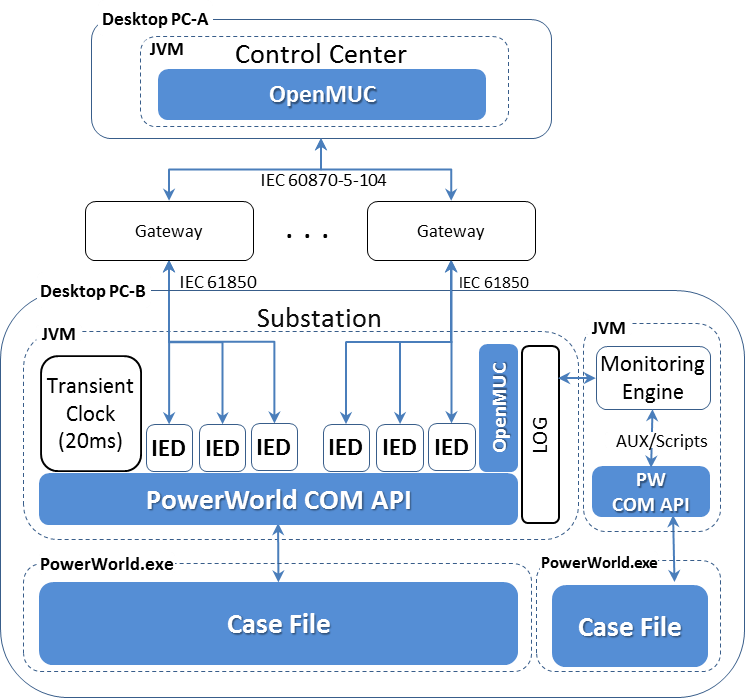 Desktop PC-A
JVM
Control Center
OpenMUC
IEC 60870-5-104
Gateway
. . .
Gateway
IEC 61850
IEC 61850
Desktop PC-B
Substation
JVM
JVM
Transient
Clock
(20ms)
IED
IED
IED
IED
IED
IED
OpenMUC
LOG
Monitoring
Engine
AUX/Scripts
PW
COM API
PowerWorld COM API
PowerWorld.exe
PowerWorld.exe
Case File
Case File